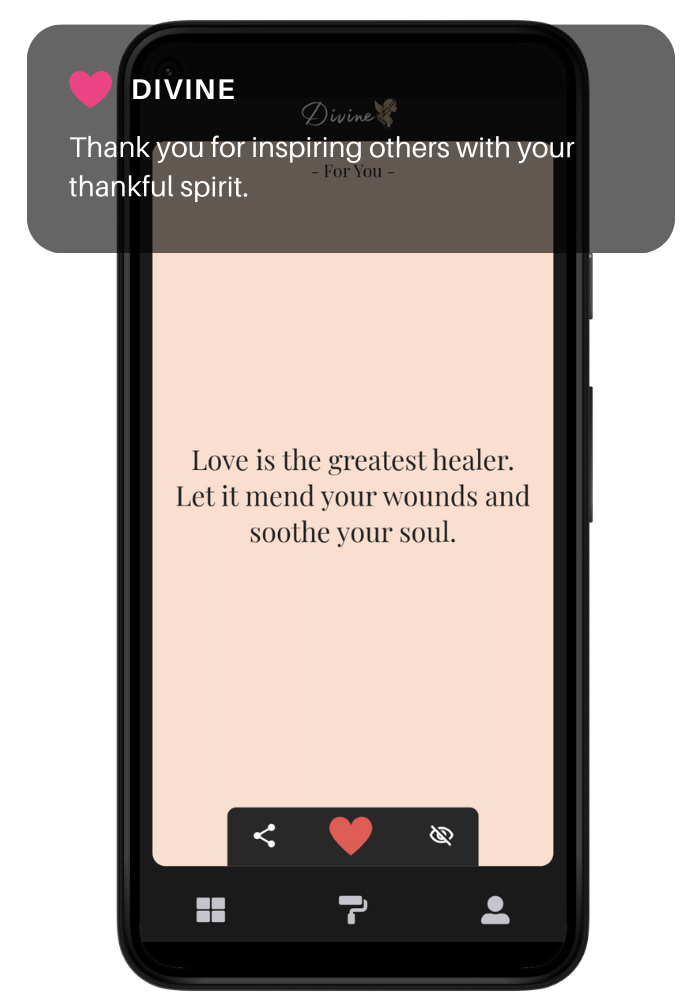 DIVINE
Divine
Thank you for inspiring others with your
thankful spirit.
- For You -
Love is the greatest healer.
Let it mend your wounds and
soothe your soul.